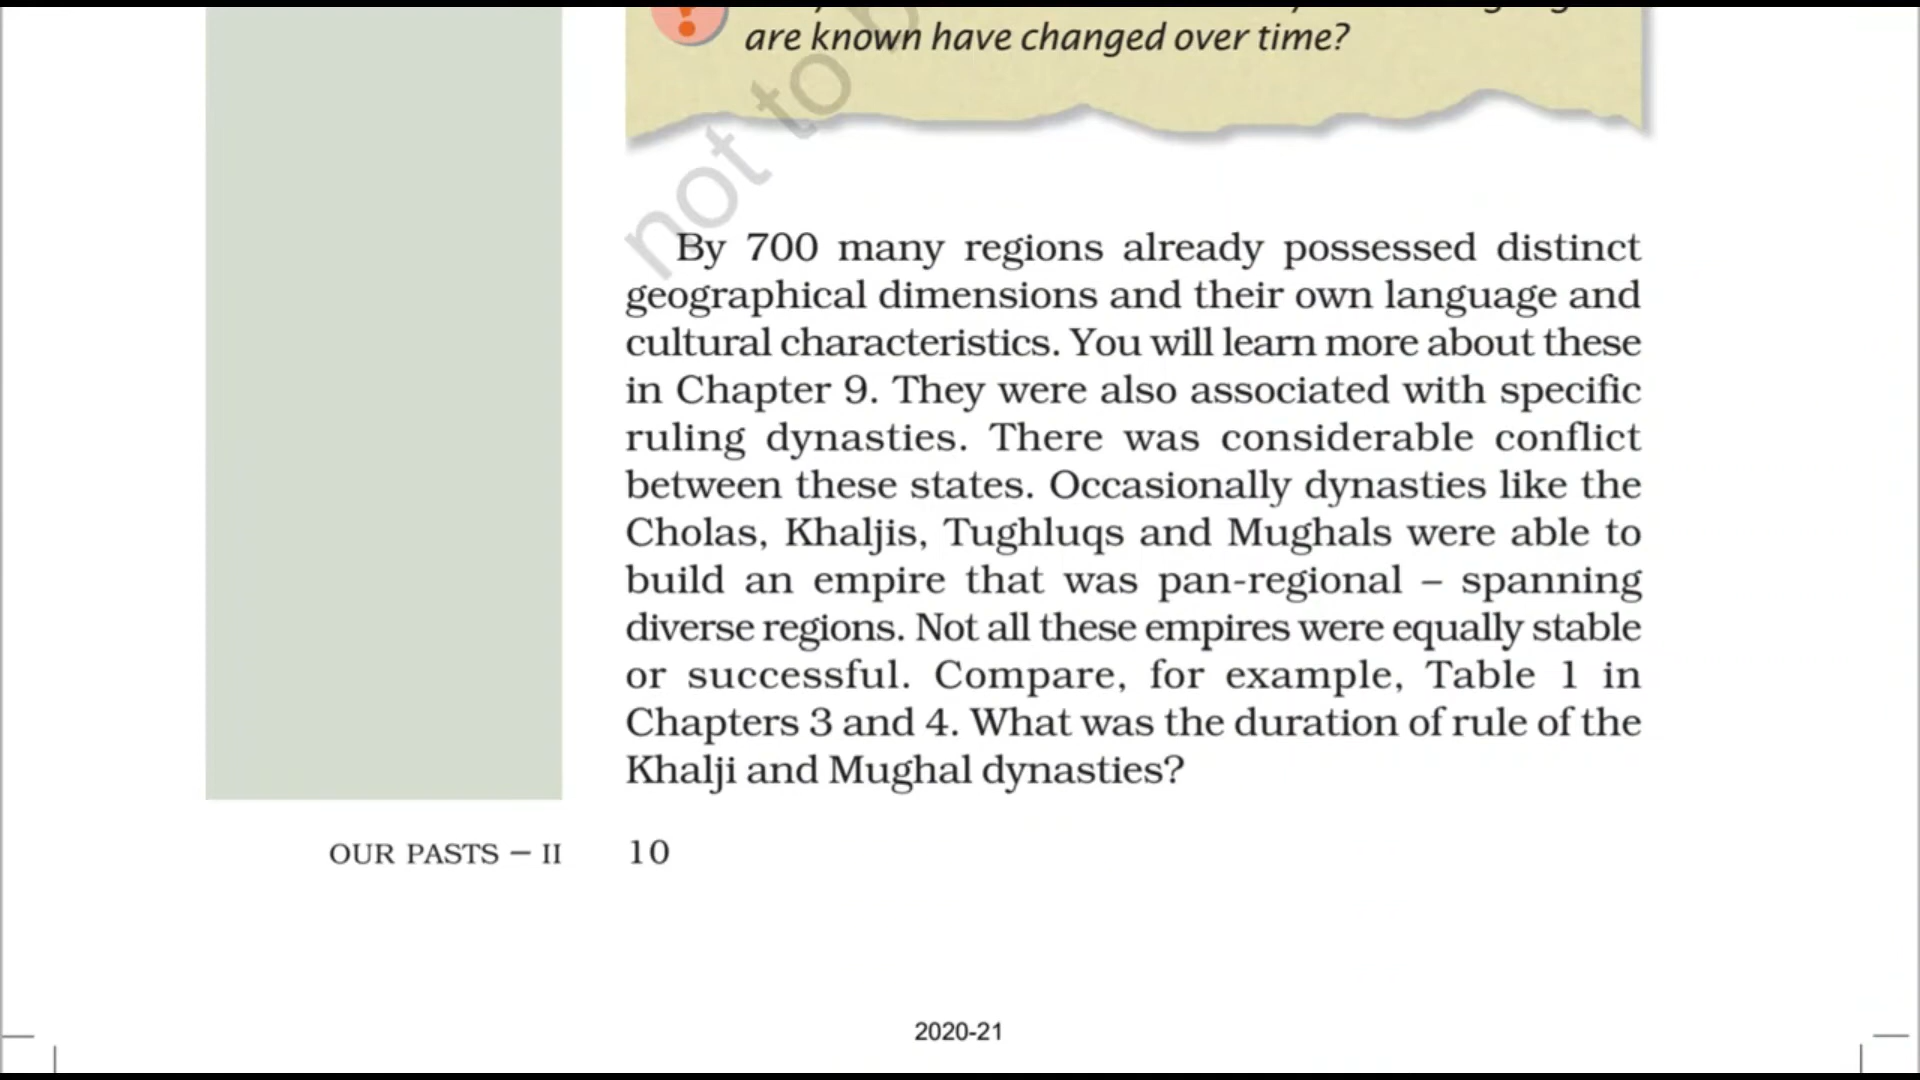 are known have changed over time?
not to b
By 700 many regions already possessed distinct
geographical dimensions and their own language and
cultural characteristics. You will learn more about these
in Chapter 9. They were also associated with specific
ruling dynasties. There was considerable conflict
between these states. Occasionally dynasties like the
Cholas, Khaljis, Tughluqs and Mughals were able to
build an empire that was pan-regional – spanning
diverse regions. Not all these empires were equally stable
or successful. Compare, for example, Table 1 in
Chapters 3 and 4. What was the duration of rule of the
Khalji and Mughal dynasties?
OUR PASTS – II 10
2020-21